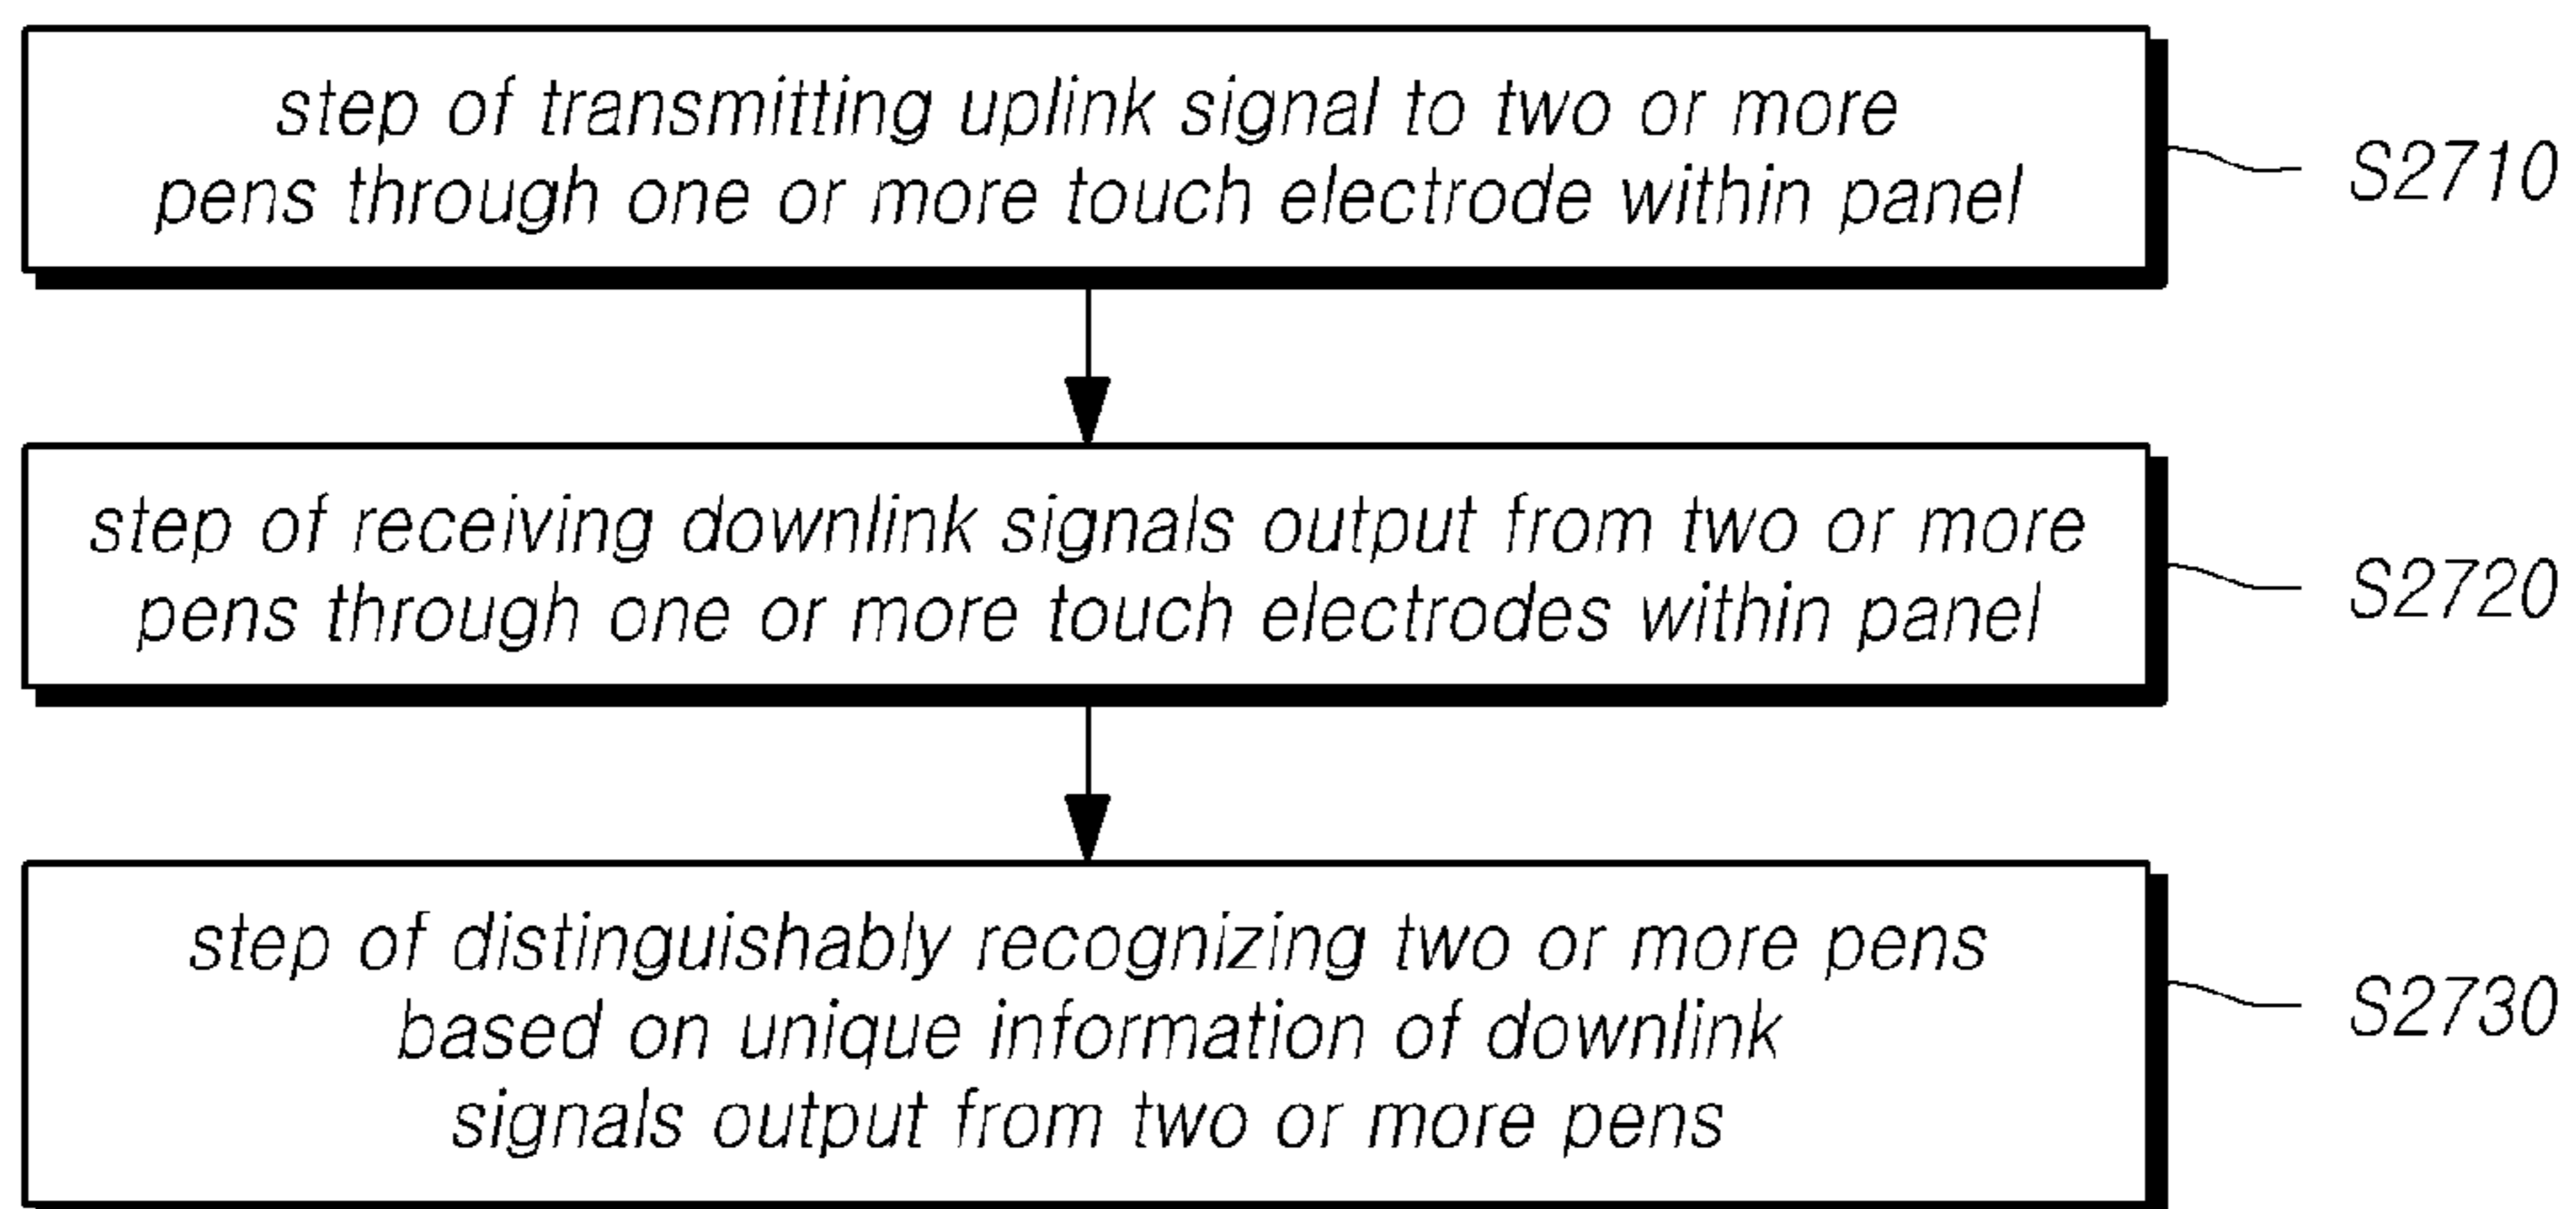 step of transmitting uplink signal to two or more
pens through one or more touch electrode within panel
S2710
step of receiving downlink signals output from two or more
pens through one or more touch electrodes within panel
S2720
step of distinguishably recognizing two or more pens
based on unique information of downlink
signals output from two or more pens
S2730